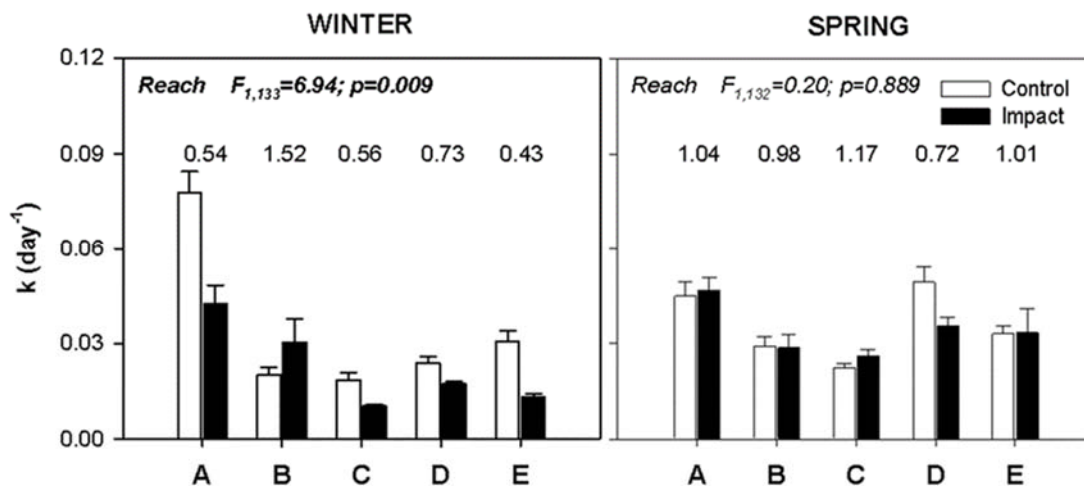 WINTER
SPRING
0.12
Reach F1,133=6.94; p=0.009
Reach F1,132=0.20; p=0.889
Control
Impact
0.09
0.54 1.52 0.56 0.73 0.43
1.04 0.98 1.17 0.72 1.01
0.06
k (day-1)
0.03
0.00
A B C D E
A B C D E